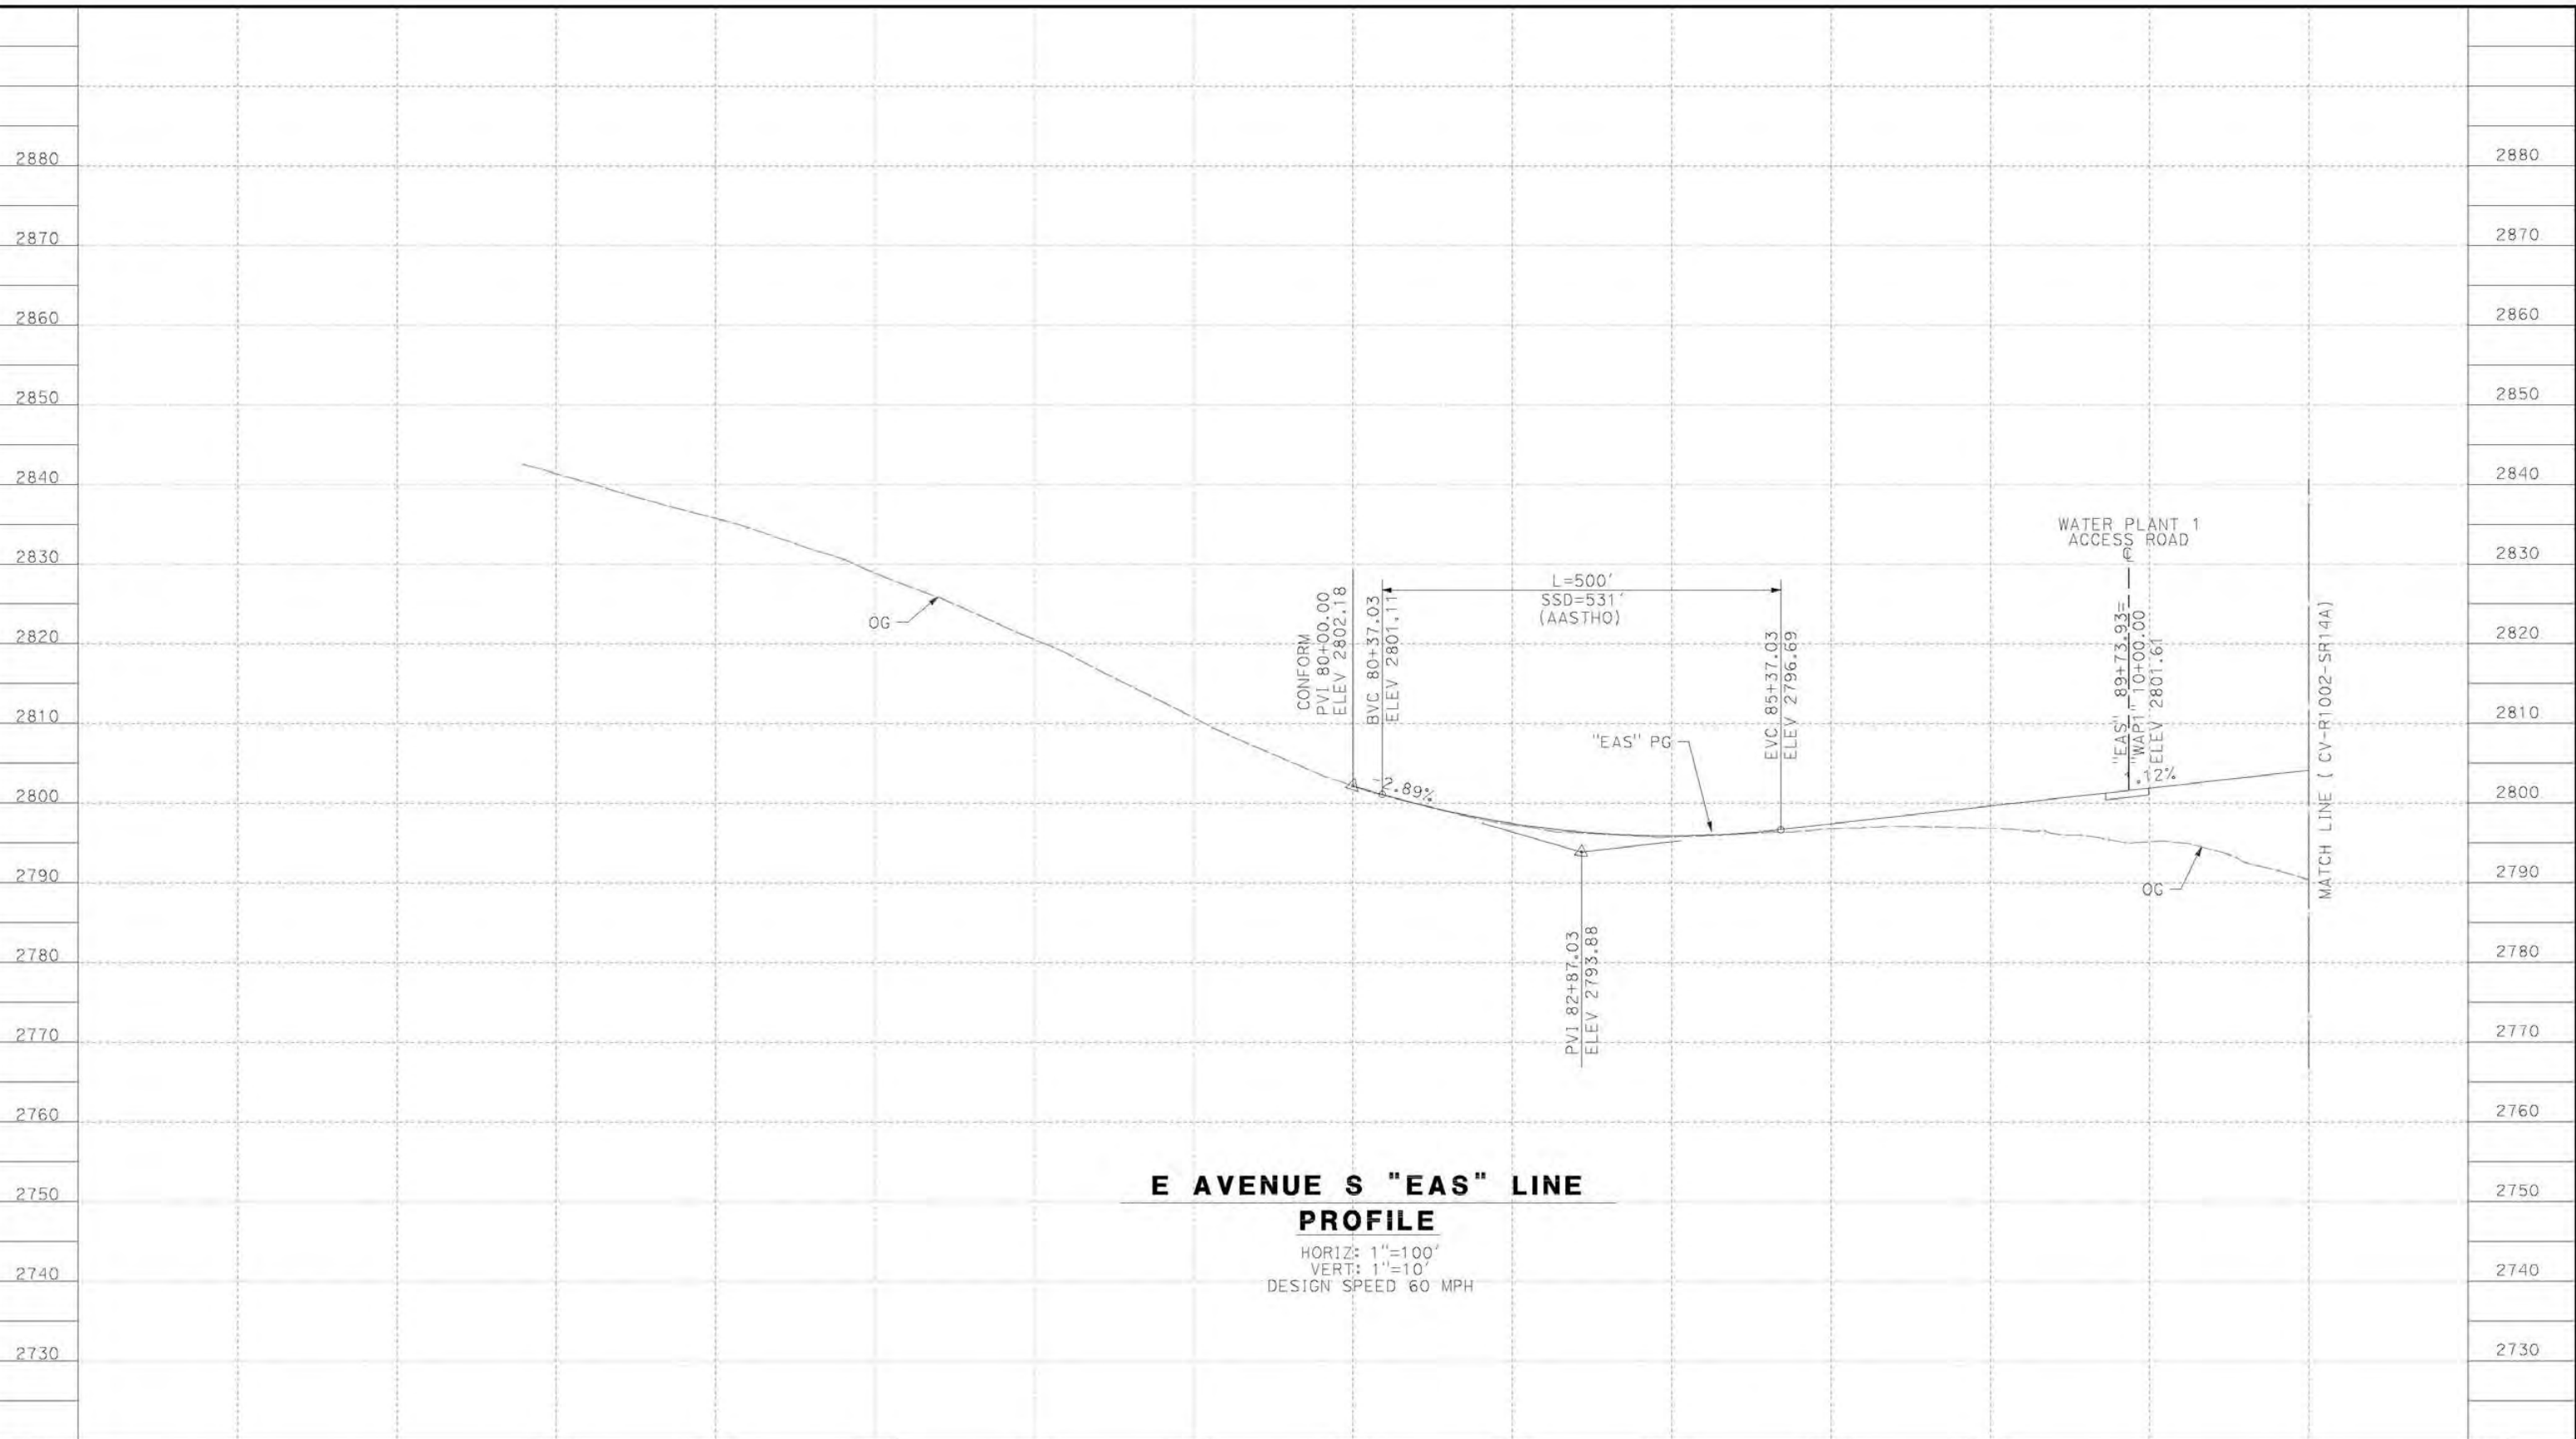 2880
2870
2860
2850
2840
2830
2820
2810
2800
2790
2780
2770
2760
2750
2740
2730
OG
CONFORM
PVI 80+00.00
ELEV 2802.18
BVC 80+37.03
ELEV 2801.11
-2.89%
L=500'
SSD=531'
(AASTHO)
"EAS" PG
PVI 82+87.03
ELEV 2793.88
EVC 85+37.03
ELEV 2796.69
WATER PLANT 1
ACCESS ROAD
℄
"EAS" 89+73.93=
"WAP1" 10+00.00
ELEV 2801.61
1.12%
OG
MATCH LINE ( CV-R1002-SR14A)
E AVENUE S "EAS" LINE
PROFILE
HORIZ: 1"=100'
VERT: 1"=10'
DESIGN SPEED 60 MPH
2880
2870
2860
2850
2840
2830
2820
2810
2800
2790
2780
2770
2760
2750
2740
2730